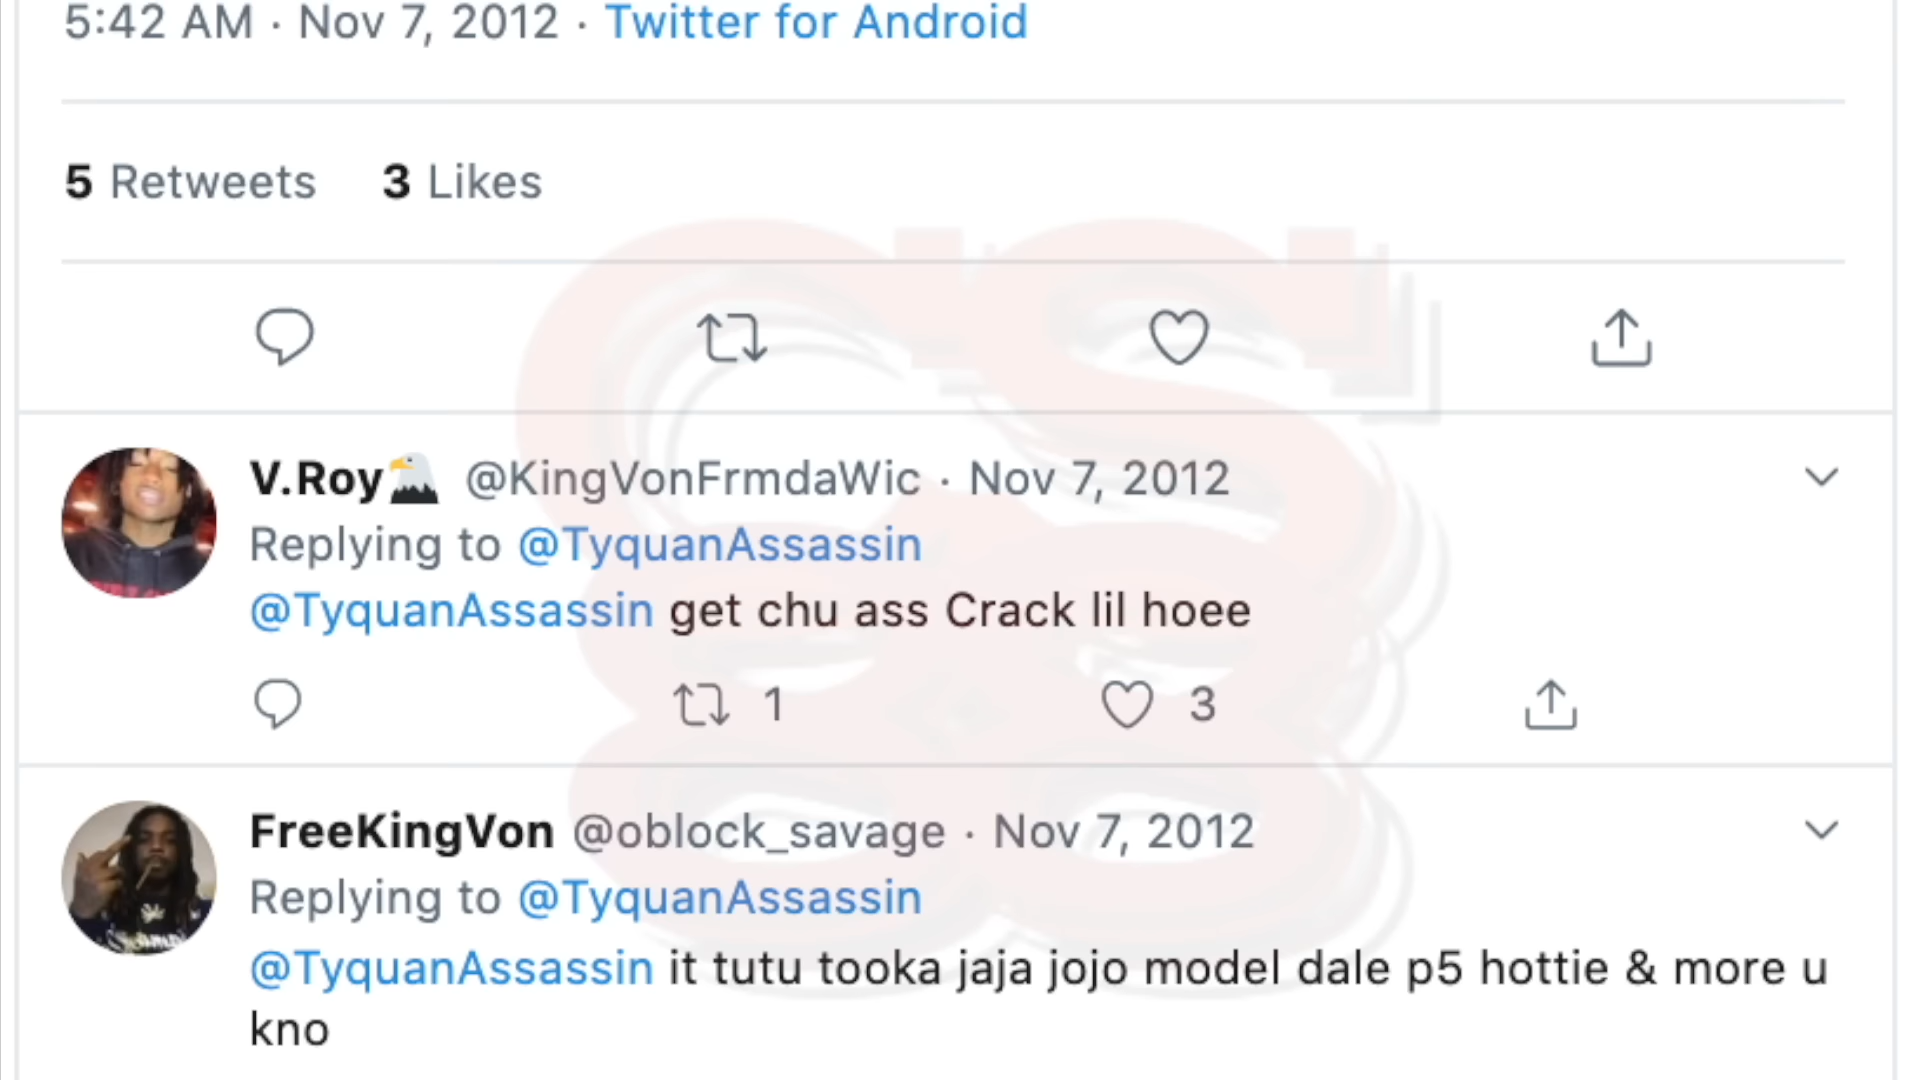 5:42 AM · Nov 7, 2012 · Twitter for Android
5 Retweets 3 Likes
V.Roy🦅 @KingVonFrmdaWic · Nov 7, 2012
Replying to @TyquanAssassin
@TyquanAssassin get chu ass Crack lil hoee
1 3
FreeKingVon @oblock_savage · Nov 7, 2012
Replying to @TyquanAssassin
@TyquanAssassin it tutu tooka jaja jojo model dale p5 hottie & more u
kno